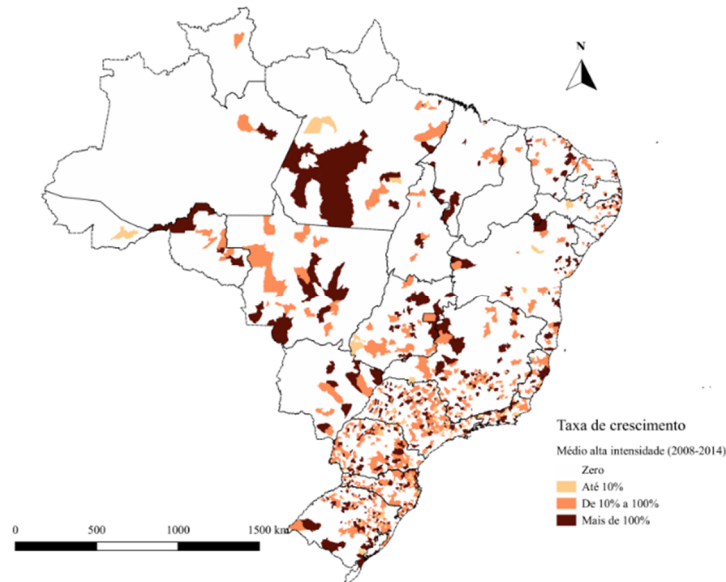 N
Taxa de crescimento
Médio alta intensidade (2008-2014)
Zero
Até 10%
De 10% a 100%
Mais de 100%
0 500 1000 1500 km